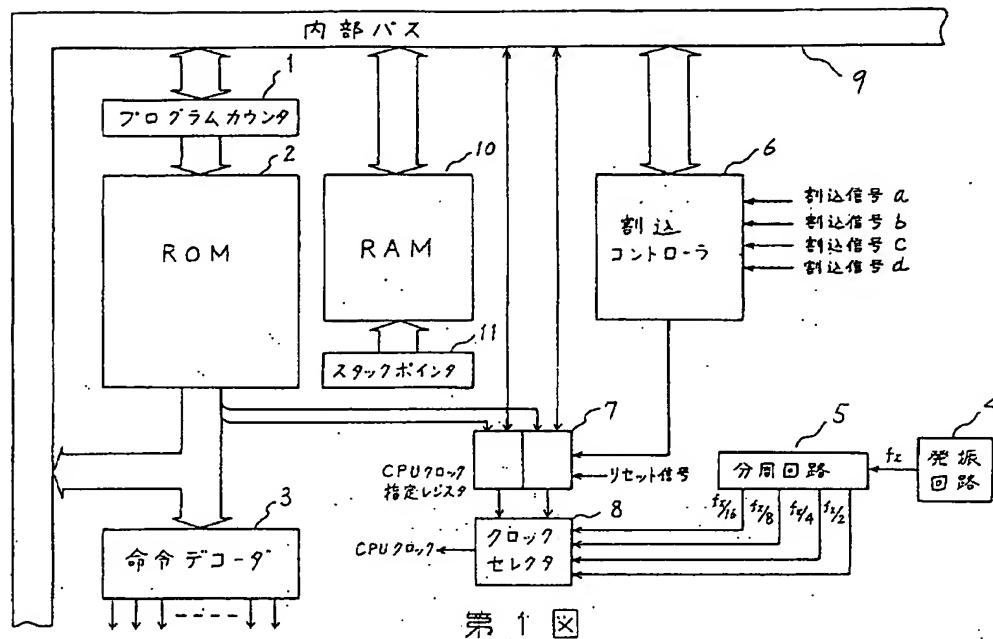 内部バス
9
1
プログラムカウンタ
2
ROM
10
RAM
11
スタックポインタ
6
割込
コントローラ
割込信号 a
割込信号 b
割込信号 c
割込信号 d
7
CPUクロック
指定レジスタ
リセット信号
5
分周回路
fx
4
発振
回路
fx/16
fx/8
fx/4
fx/2
8
クロック
セレクタ
CPUクロック
3
命令デコーダ
第1図